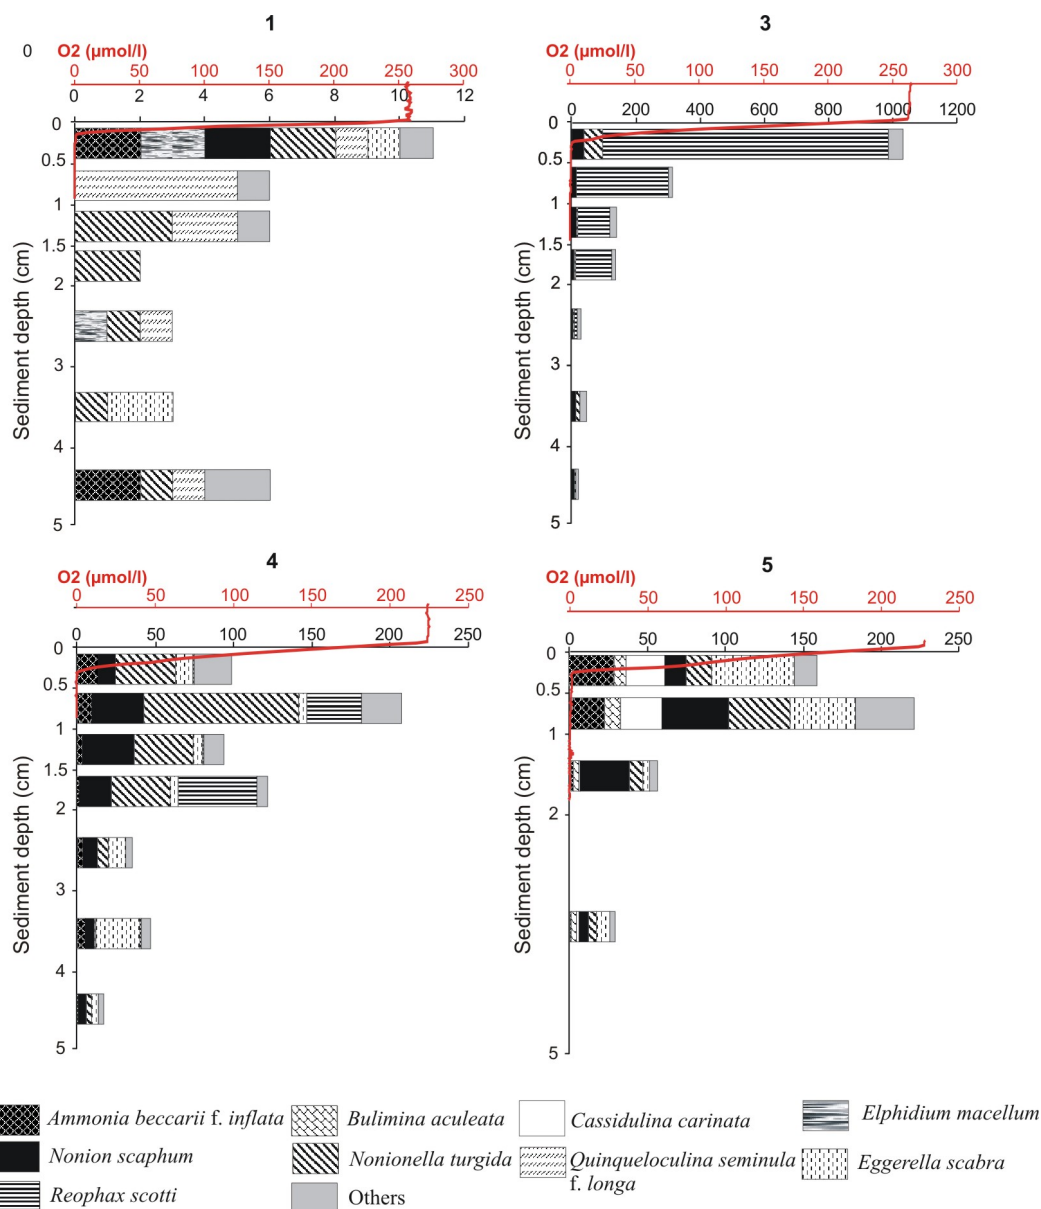 1
3
0
O2 (µmol/l)
0 50 100 150 200 250 300
0 2 4 6 8 10 12
0
0.5
1
1.5
2
3
4
5
Sediment depth (cm)
O2 (µmol/l)
0 50 100 150 200 250 300
0 200 400 600 800 1000 1200
0
0.5
1
1.5
2
3
4
5
Sediment depth (cm)
4
O2 (µmol/l)
0 50 100 150 200 250
0 50 100 150 200 250
0
0.5
1
1.5
2
3
4
5
Sediment depth (cm)
5
O2 (µmol/l)
0 50 100 150 200 250
0 50 100 150 200 250
0
0.5
1
2
5
Sediment depth (cm)
Ammonia beccarii f. inflata
Bulimina aculeata
Cassidulina carinata
Elphidium macellum
Nonion scaphum
Nonionella turgida
Quinqueloculina seminula
f. longa
Eggerella scabra
Reophax scotti
Others